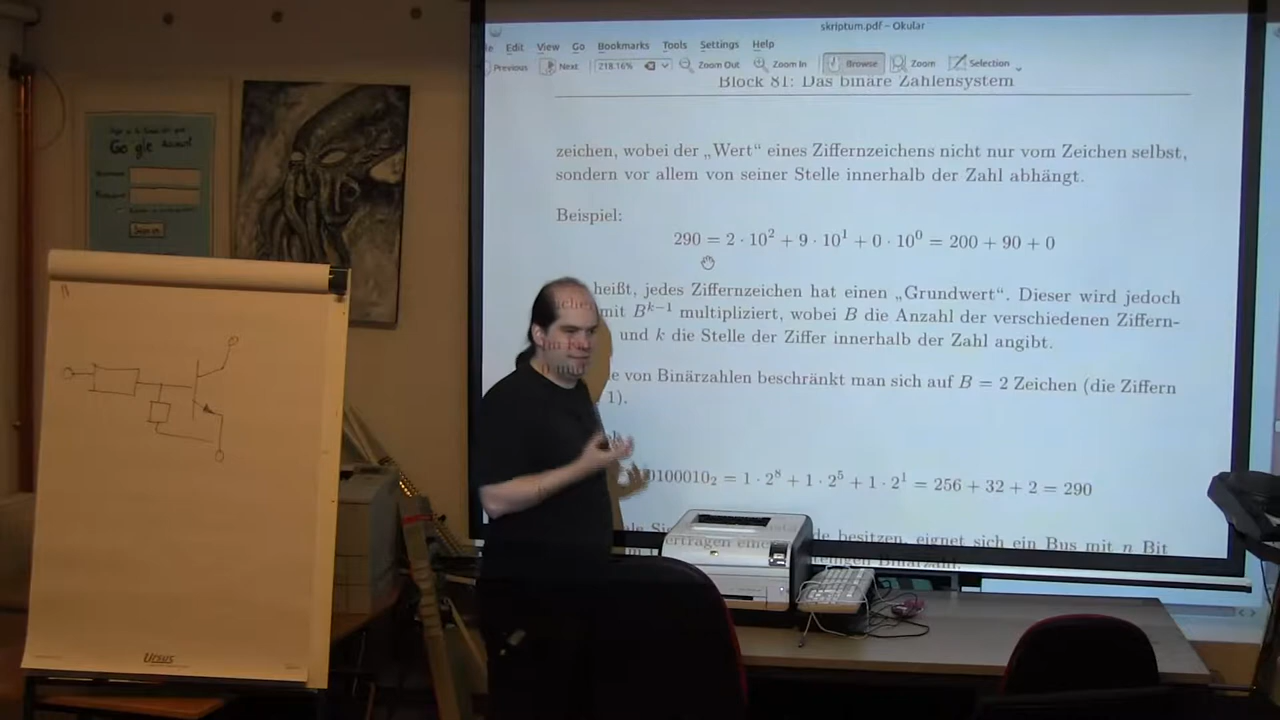 skriptum.pdf – Okular
Edit View Go Bookmarks Tools Settings Help
Previous Next 218.16% Zoom Out Zoom In Browse Zoom Selection
Block 81: Das binäre Zahlensystem
zeichen, wobei der „Wert“ eines Ziffernzeichens nicht nur vom Zeichen selbst,
sondern vor allem von seiner Stelle innerhalb der Zahl abhängt.
Beispiel:
290 = 2 · 10² + 9 · 10¹ + 0 · 10⁰ = 200 + 90 + 0
heißt, jedes Ziffernzeichen hat einen „Grundwert“. Dieser wird jedoch
mit Bᵏ⁻¹ multipliziert, wobei B die Anzahl der verschiedenen Ziffern-
und k die Stelle der Ziffer innerhalb der Zahl angibt.
von Binärzahlen beschränkt man sich auf B = 2 Zeichen (die Ziffern
1).
0100010₂ = 1 · 2⁸ + 1 · 2⁵ + 1 · 2¹ = 256 + 32 + 2 = 290
besitzen, eignet sich ein Bus mit n Bit
Binärzahl.
Google Account
Sign in
Ursus